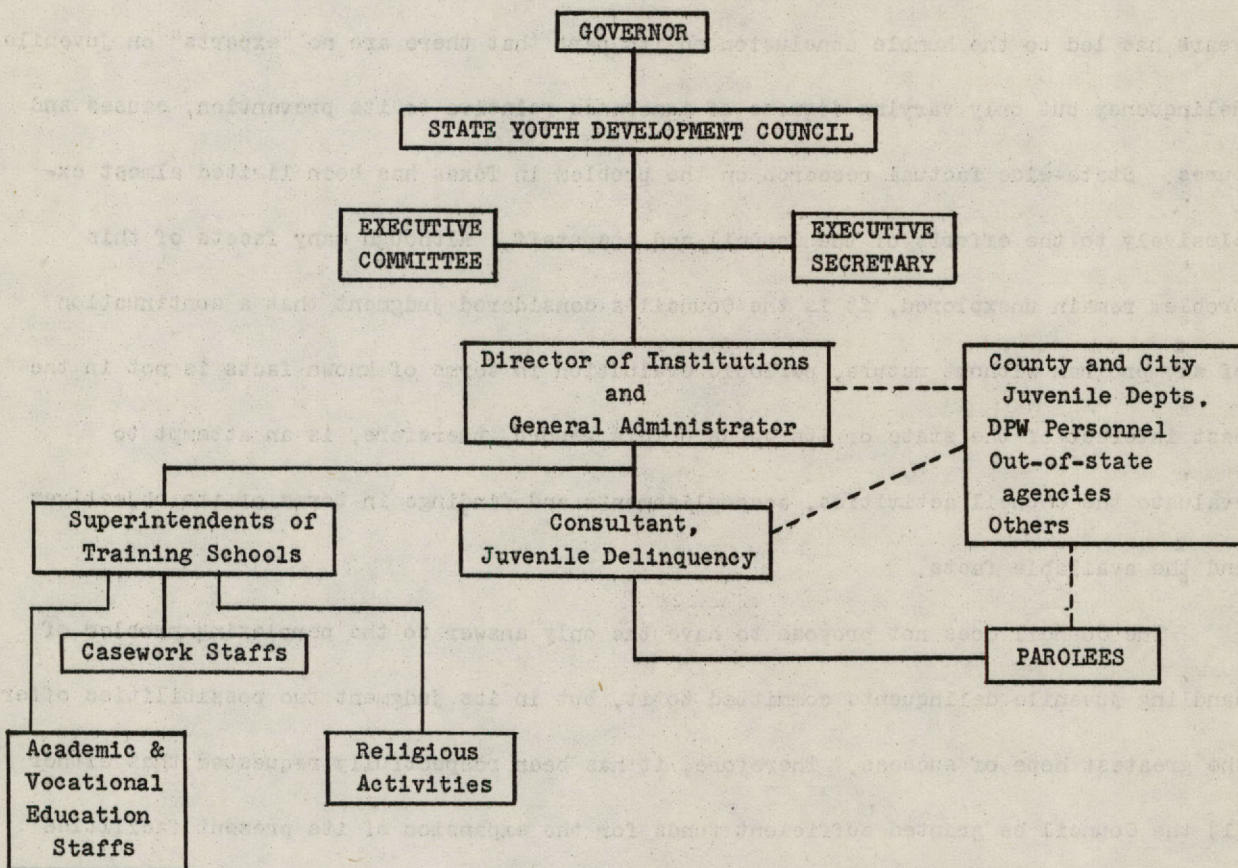 GOVERNOR
STATE YOUTH DEVELOPMENT COUNCIL
EXECUTIVE
COMMITTEE
EXECUTIVE
SECRETARY
Director of Institutions
and
General Administrator
County and City
Juvenile Depts.
DPW Personnel
Out-of-state
agencies
Others
Superintendents of
Training Schools
Consultant,
Juvenile Delinquency
Casework Staffs
PAROLEES
Academic &
Vocational
Education
Staffs
Religious
Activities